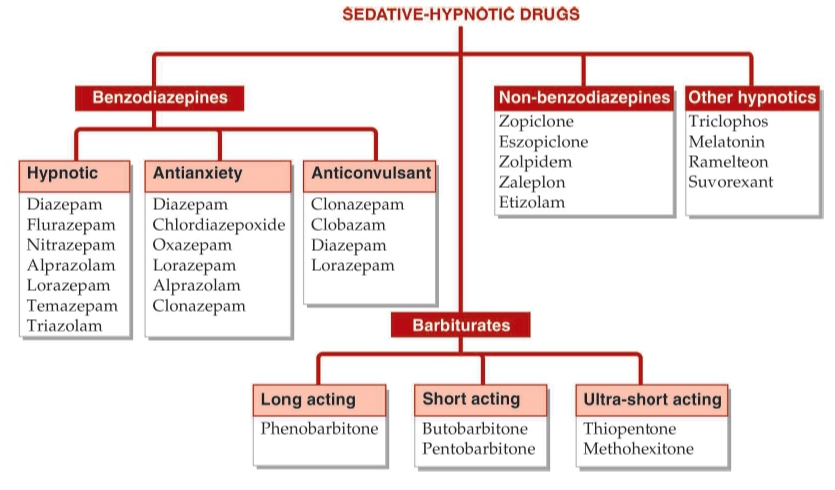 SEDATIVE-HYPNOTIC DRUGS
Benzodiazepines
Hypnotic
Diazepam
Flurazepam
Nitrazepam
Alprazolam
Lorazepam
Temazepam
Triazolam
Antianxiety
Diazepam
Chlordiazepoxide
Oxazepam
Lorazepam
Alprazolam
Clonazepam
Anticonvulsant
Clonazepam
Clobazam
Diazepam
Lorazepam
Non-benzodiazepines
Zopiclone
Eszopiclone
Zolpidem
Zaleplon
Etizolam
Other hypnotics
Triclophos
Melatonin
Ramelteon
Suvorexant
Barbiturates
Long acting
Phenobarbitone
Short acting
Butobarbitone
Pentobarbitone
Ultra-short acting
Thiopentone
Methohexitone